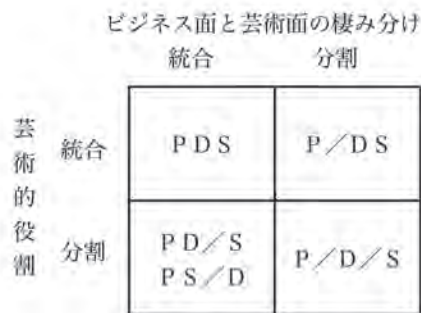 ビジネス面と芸術面の棲み分け
統合 分割
芸術的役割
統合 PDS P／DS
分割 PD／S P／D／S
PS／D